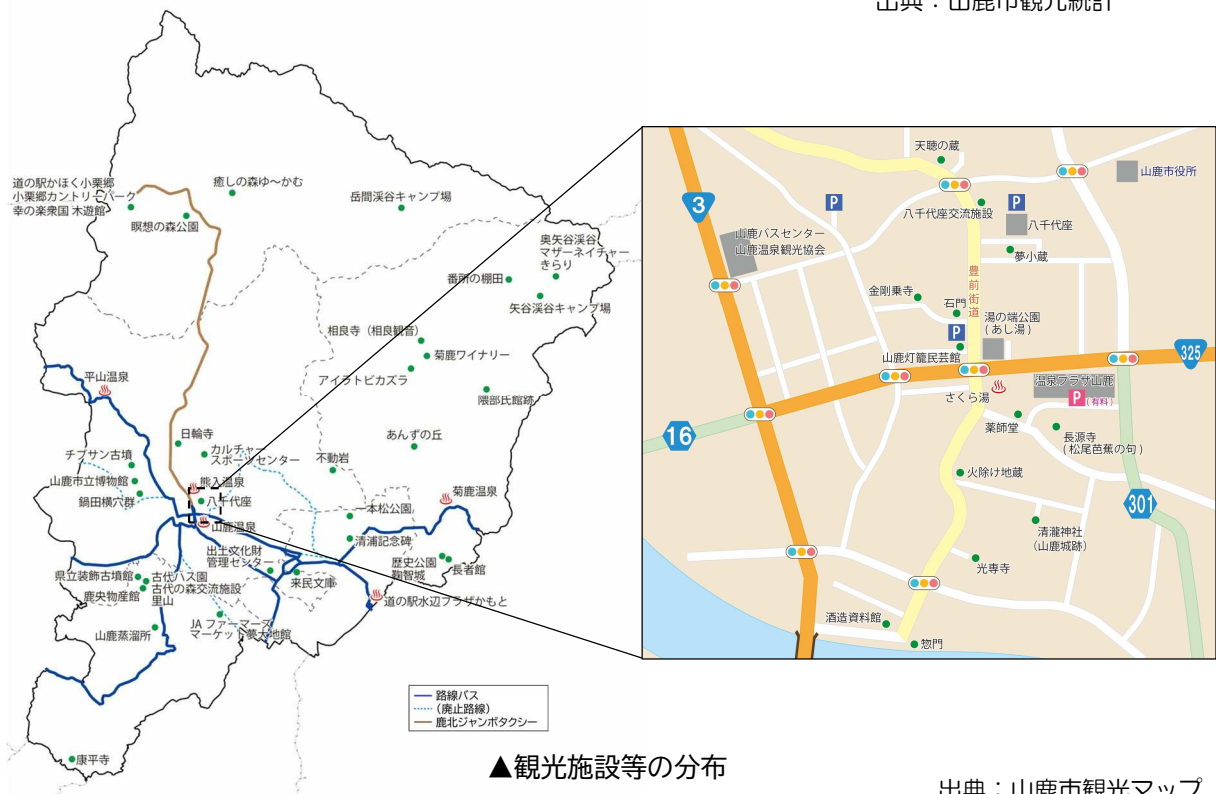 出典：山鹿市観光統計
道の駅かほく小栗郷
小栗郷カントリーパーク
幸の楽衆国 木遊館
瞑想の森公園
癒しの森ゆ～かむ
岳間渓谷キャンプ場
奥矢谷渓谷
マザーネイチャー
きらり
番所の棚田
矢谷渓谷キャンプ場
相良寺（相良観音）
菊鹿ワイナリー
アイラトビカズラ
隈部氏館跡
平山温泉
日輪寺
カルチャー
スポーツセンター
あんずの丘
不動岩
チブサン古墳
山鹿市立博物館
鍋田横穴群
熊入温泉
八千代座
山鹿温泉
菊鹿温泉
一本松公園
清浦記念碑
出土文化財
管理センター
来民文庫
歴史公園
鞠智城
長者館
県立装飾古墳館
古代ハス園
古代の森交流施設
鹿央物産館
里山
道の駅水辺プラザかもと
山鹿蒸溜所
JAファーマーズ
マーケット夢大地館
康平寺
路線バス
(廃止路線)
鹿北ジャンボタクシー
▲観光施設等の分布
天聴の蔵
山鹿市役所
3
P
八千代座交流施設
P
八千代座
山鹿バスセンター
山鹿温泉観光協会
夢小蔵
豊前街道
金剛乗寺
石門
湯の端公園
(あし湯)
P
山鹿灯籠民芸館
325
温泉プラザ山鹿
P
(有料)
さくら湯
16
薬師堂
長源寺
(松尾芭蕉の句)
火除け地蔵
301
清瀧神社
(山鹿城跡)
光専寺
酒造資料館
惣門
出典：山鹿市観光マップ